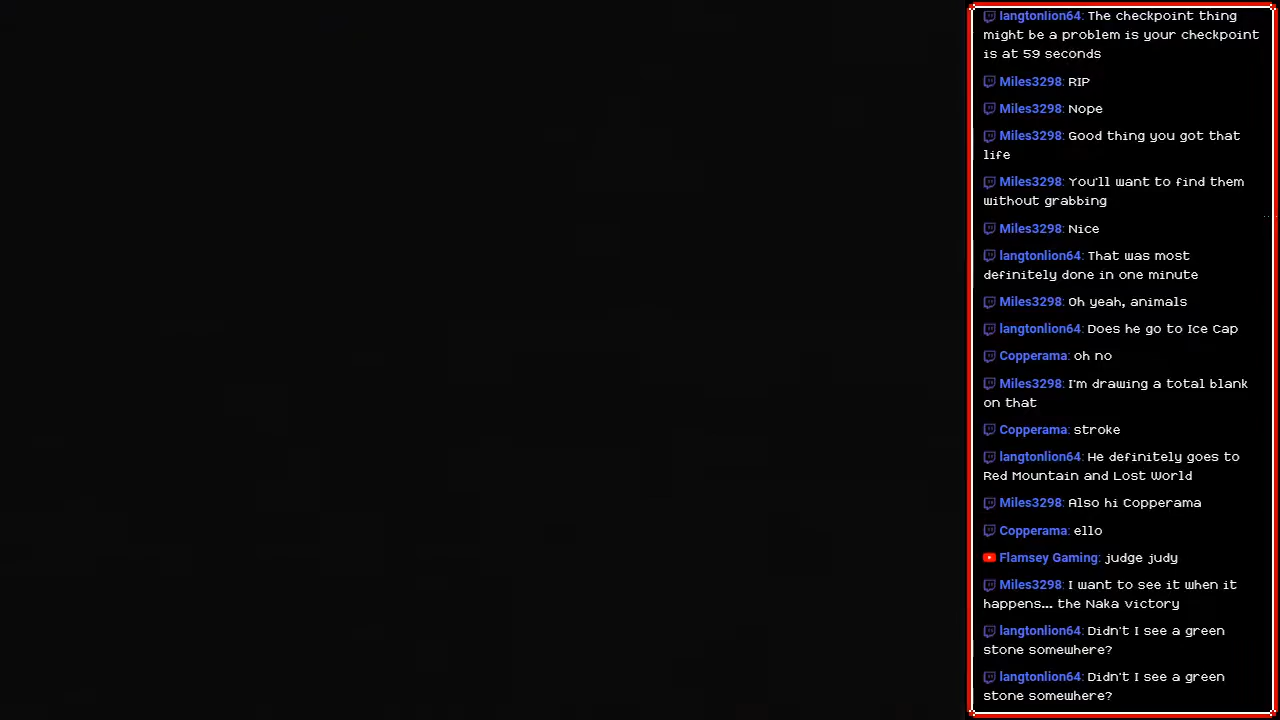 langtonlion64: The checkpoint thing
might be a problem is your checkpoint
is at 59 seconds
Miles3298: RIP
Miles3298: Nope
Miles3298: Good thing you got that
life
Miles3298: You'll want to find them
without grabbing
Miles3298: Nice
langtonlion64: That was most
definitely done in one minute
Miles3298: Oh yeah, animals
langtonlion64: Does he go to Ice Cap
Copperama: oh no
Miles3298: I'm drawing a total blank
on that
Copperama: stroke
langtonlion64: He definitely goes to
Red Mountain and Lost World
Miles3298: Also hi Copperama
Copperama: ello
Flamsey Gaming: judge judy
Miles3298: I want to see it when it
happens... the Naka victory
langtonlion64: Didn't I see a green
stone somewhere?
langtonlion64: Didn't I see a green
stone somewhere?